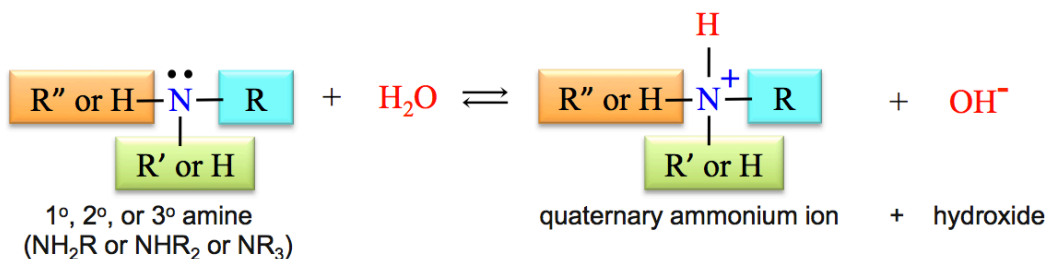 H
R″ or H–N̈–R + H₂O ⇌ R″ or H–N⁺–R + OH⁻
R′ or H R′ or H
1º, 2º, or 3º amine quaternary ammonium ion + hydroxide
(NH₂R or NHR₂ or NR₃)